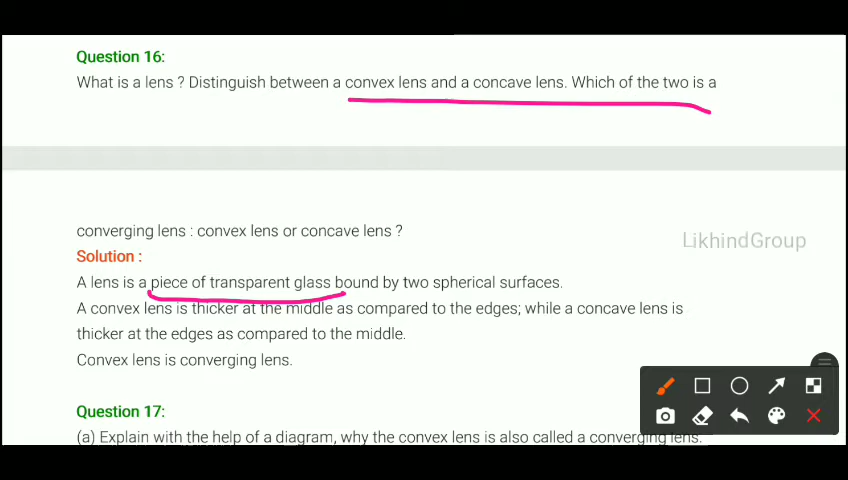 Question 16:
What is a lens ? Distinguish between a convex lens and a concave lens. Which of the two is a
converging lens : convex lens or concave lens ?
LikhindGroup
Solution :
A lens is a piece of transparent glass bound by two spherical surfaces.
A convex lens is thicker at the middle as compared to the edges; while a concave lens is
thicker at the edges as compared to the middle.
Convex lens is converging lens.
Question 17:
(a) Explain with the help of a diagram, why the convex lens is also called a converging lens.